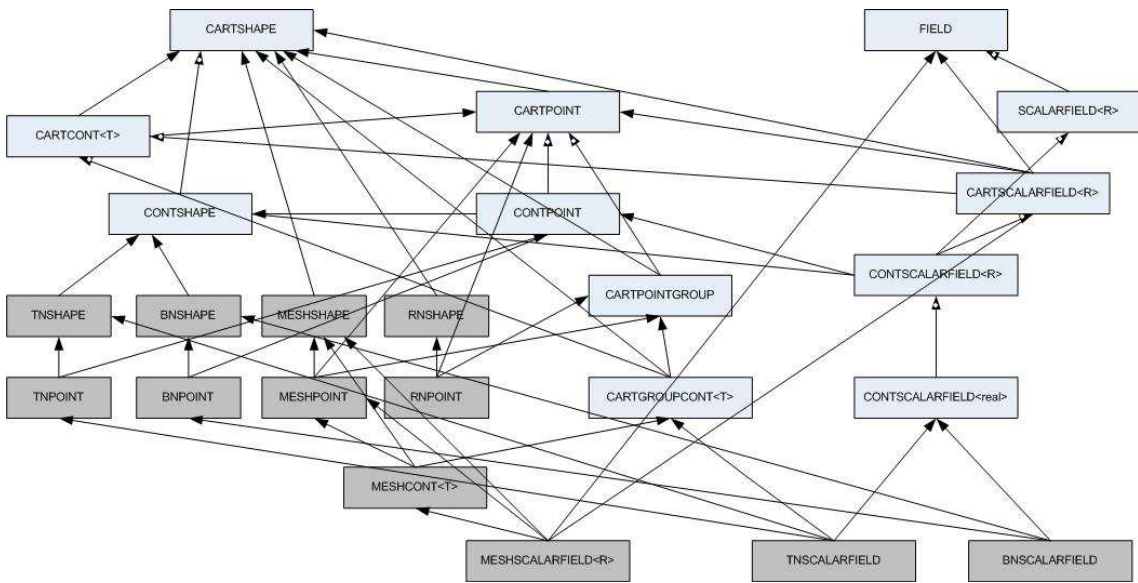 CARTSHAPE
FIELD
CARTPOINT
SCALARFIELD<R>
CARTCONT<T>
CARTSCALARFIELD<R>
CONTSHAPE
CONTPOINT
CONTSCALARFIELD<R>
CARTPOINTGROUP
TNSHAPE
BNSHAPE
MESHSHAPE
RNSHAPE
TNPOINT
BNPOINT
MESHPOINT
RNPOINT
CARTGROUPCONT<T>
CONTSCALARFIELD<real>
MESHCONT<T>
MESHSCALARFIELD<R>
TNSCALARFIELD
BNSCALARFIELD